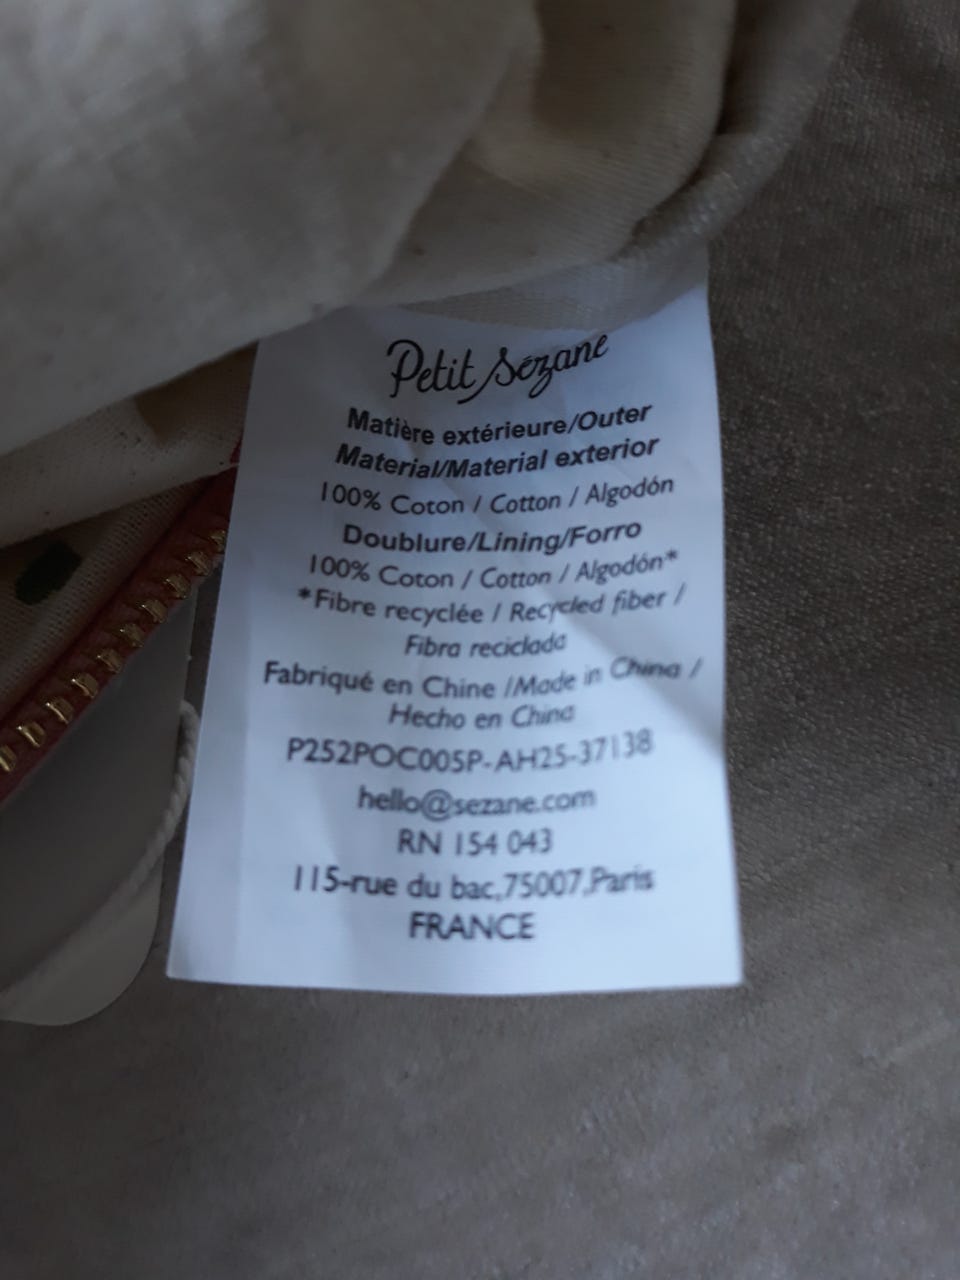 Petit Sézane
Matière extérieure/Outer
Material/Material exterior
100% Coton / Cotton / Algodón
Doublure/Lining/Forro
100% Coton / Cotton / Algodón*
*Fibre recyclée / Recycled fiber /
Fibra reciclada
Fabriqué en Chine /Made in China /
Hecho en China
P252POC005P-AH25-37138
hello@sezane.com
RN 154 043
115-rue du bac,75007,Paris
FRANCE